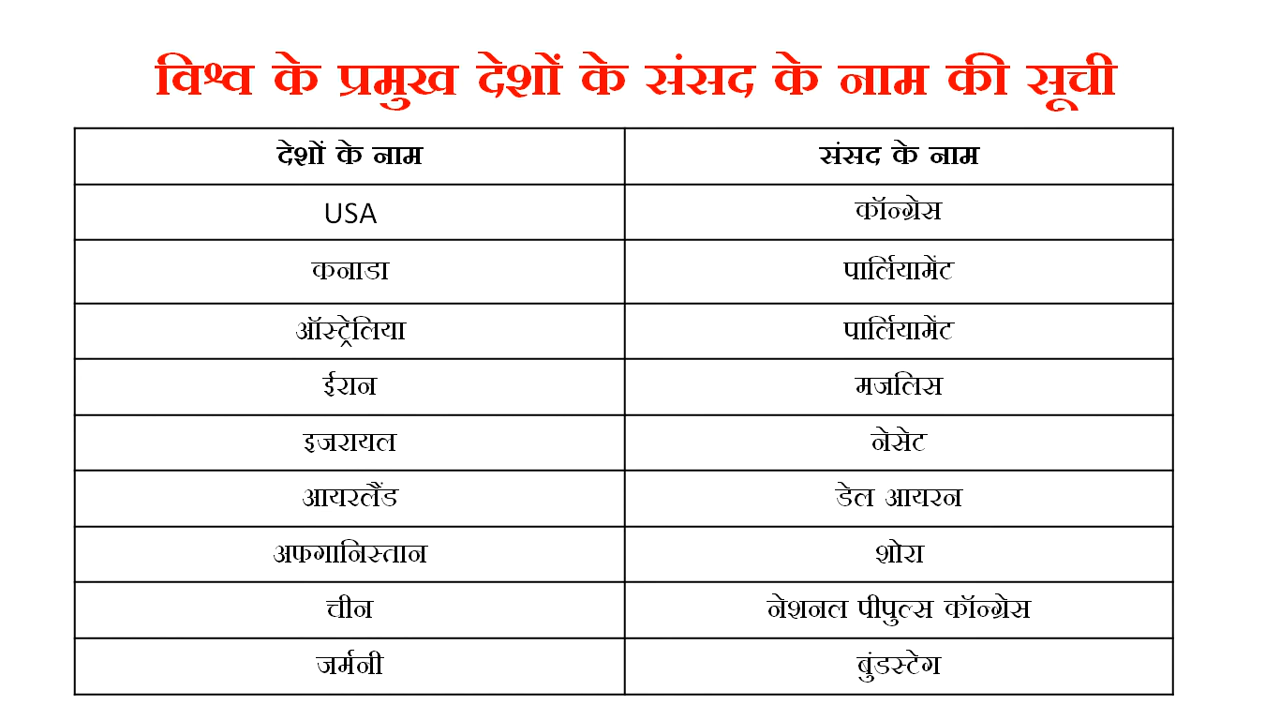 विश्व के प्रमुख देशों के संसद के नाम की सूची
देशों के नाम संसद के नाम
USA कॉन्ग्रेस
कनाडा पार्लियामेंट
ऑस्ट्रेलिया पार्लियामेंट
ईरान मजलिस
इजरायल नेसेट
आयरलैंड डेल आयरन
अफगानिस्तान शोरा
चीन नेशनल पीपुल्स कॉन्ग्रेस
जर्मनी बुंडस्टेग